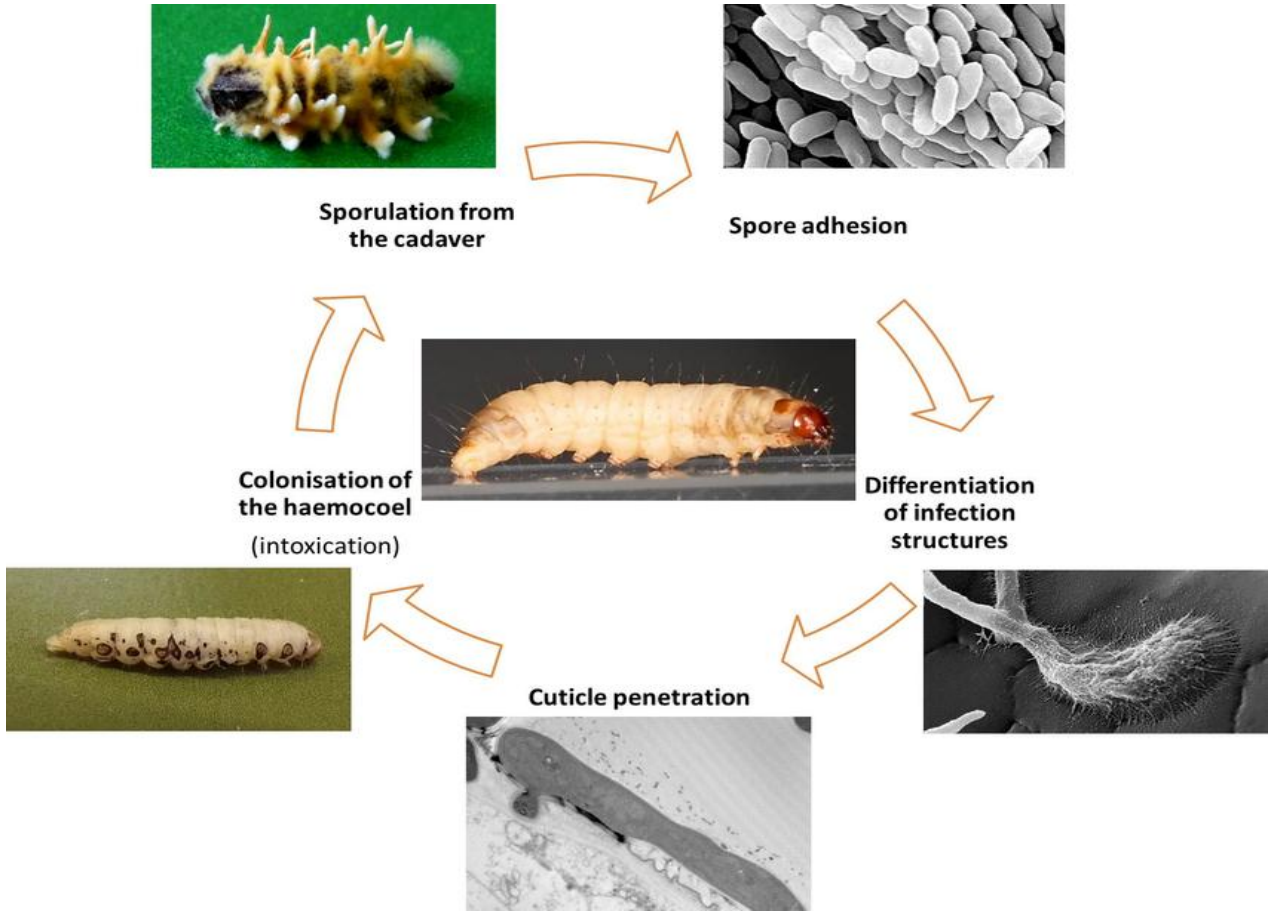 Sporulation from
the cadaver
Spore adhesion
Differentiation
of infection
structures
Cuticle penetration
Colonisation of
the haemocoel
(intoxication)